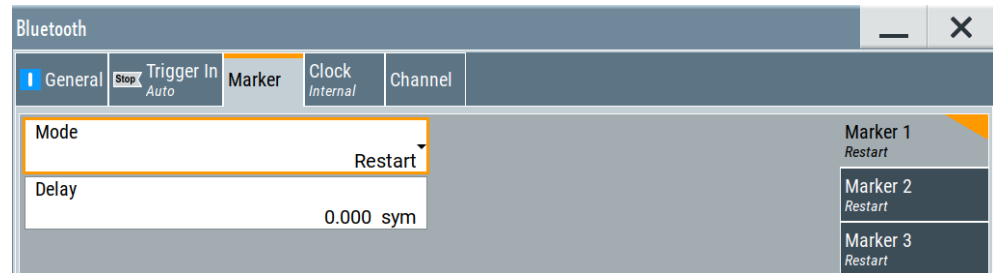 Bluetooth
General
Stop
Trigger In
Auto
Marker
Clock
Internal
Channel
Mode
Restart
Delay
0.000 sym
Marker 1
Restart
Marker 2
Restart
Marker 3
Restart